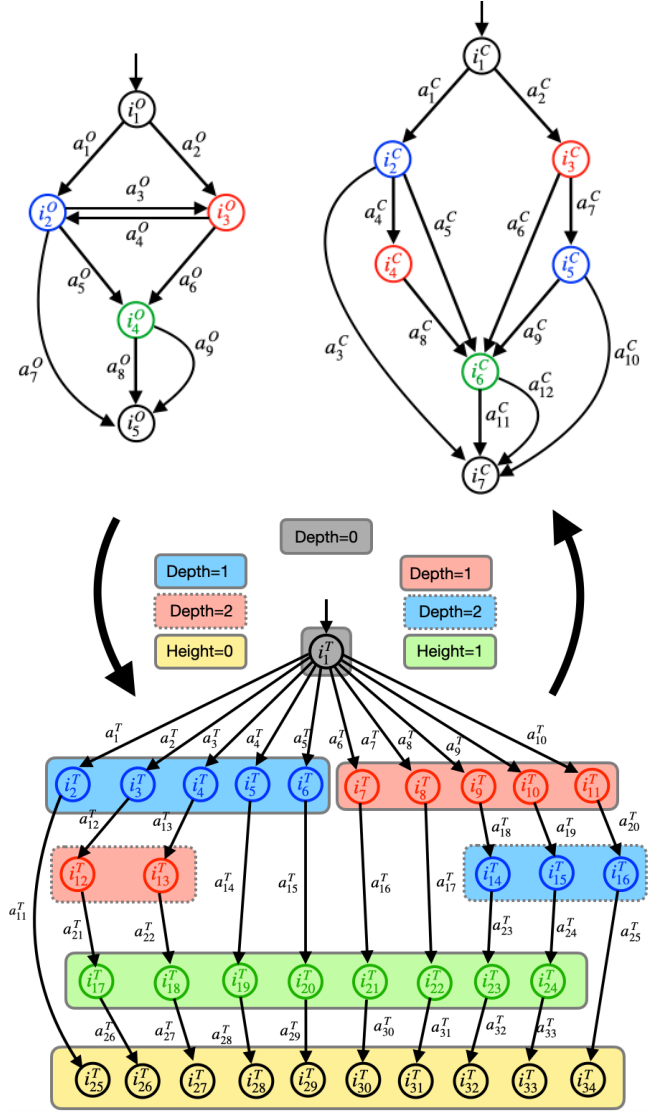 i_1^O
a_1^O a_2^O
i_2^O a_3^O i_3^O
a_4^O
a_5^O a_6^O
i_4^O
a_7^O a_8^O a_9^O
i_5^O
i_1^C
a_1^C a_2^C
i_2^C i_3^C
a_4^C a_5^C a_6^C a_7^C
i_4^C i_5^C
a_3^C a_8^C a_9^C a_10^C
i_6^C
a_11^C a_12^C
i_7^C
Depth=0
Depth=1 Depth=1
Depth=2 Depth=2
Height=0 Height=1
i_1^T
a_1^T a_2^T a_3^T a_4^T a_5^T a_6^T a_7^T a_8^T a_9^T a_10^T
i_2^T i_3^T i_4^T i_5^T i_6^T i_7^T i_8^T i_9^T i_10^T i_11^T
a_12^T a_13^T a_18^T a_19^T a_20^T
i_12^T i_13^T a_14^T a_15^T a_16^T a_17^T i_14^T i_15^T i_16^T
a_11^T a_21^T a_22^T a_23^T a_24^T a_25^T
i_17^T i_18^T i_19^T i_20^T i_21^T i_22^T i_23^T i_24^T
a_26^T a_27^T a_28^T a_29^T a_30^T a_31^T a_32^T a_33^T
i_25^T i_26^T i_27^T i_28^T i_29^T i_30^T i_31^T i_32^T i_33^T i_34^T